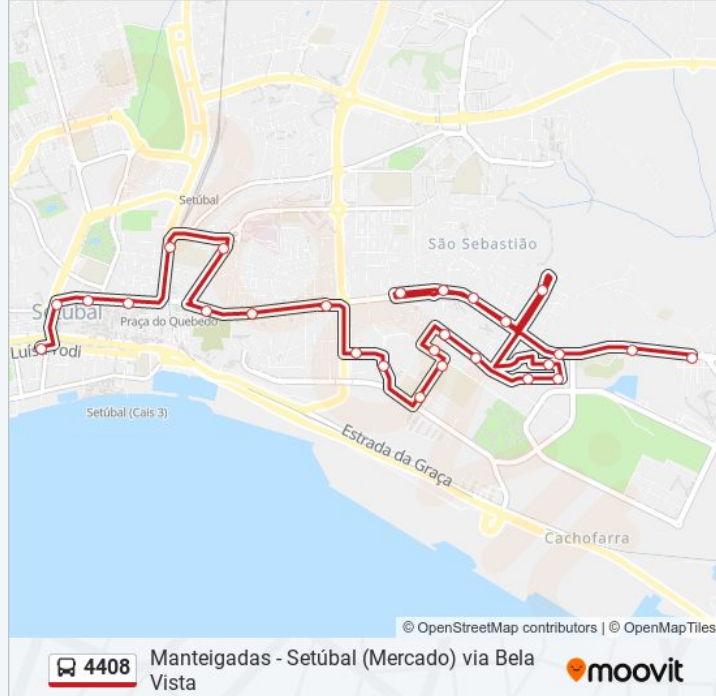 Setúbal
São Sebastião
Setúbal
Praça do Quebedo
Luísa Todi
Setúbal (Cais 3)
Estrada da Graça
Cachofarra
© OpenStreetMap contributors | © OpenMapTiles
4408
Manteigadas - Setúbal (Mercado) via Bela
Vista
moovit